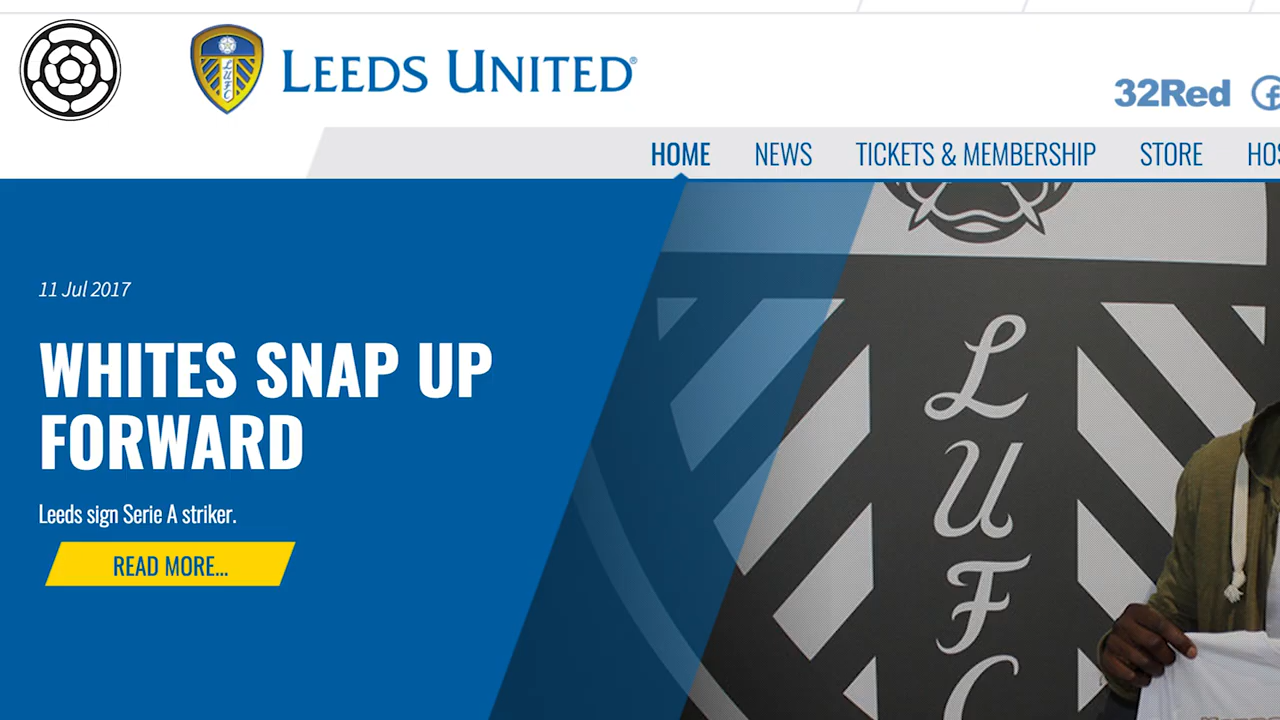 LUFC
LEEDS UNITED®
32Red
HOME NEWS TICKETS & MEMBERSHIP STORE
11 Jul 2017
WHITES SNAP UP
FORWARD
Leeds sign Serie A striker.
READ MORE...
L
U
F
C